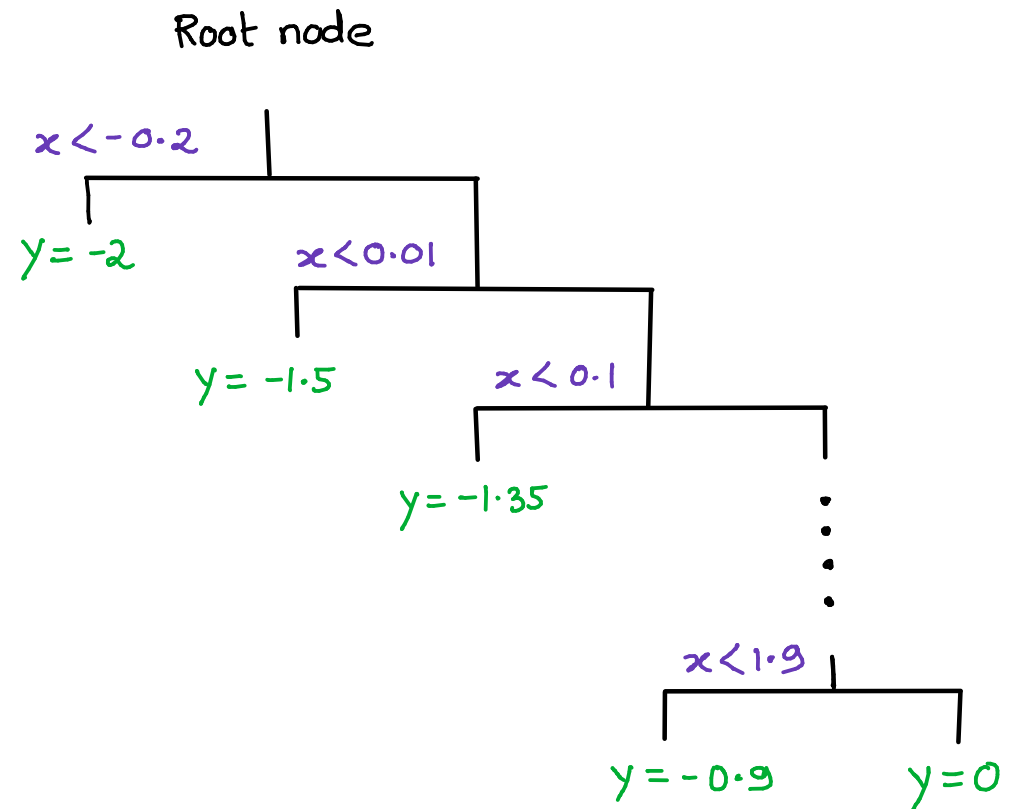 Root node
x < -0.2
y = -2
x < 0.01
y = -1.5
x < 0.1
y = -1.35
x < 1.9
y = -0.9
y = 0